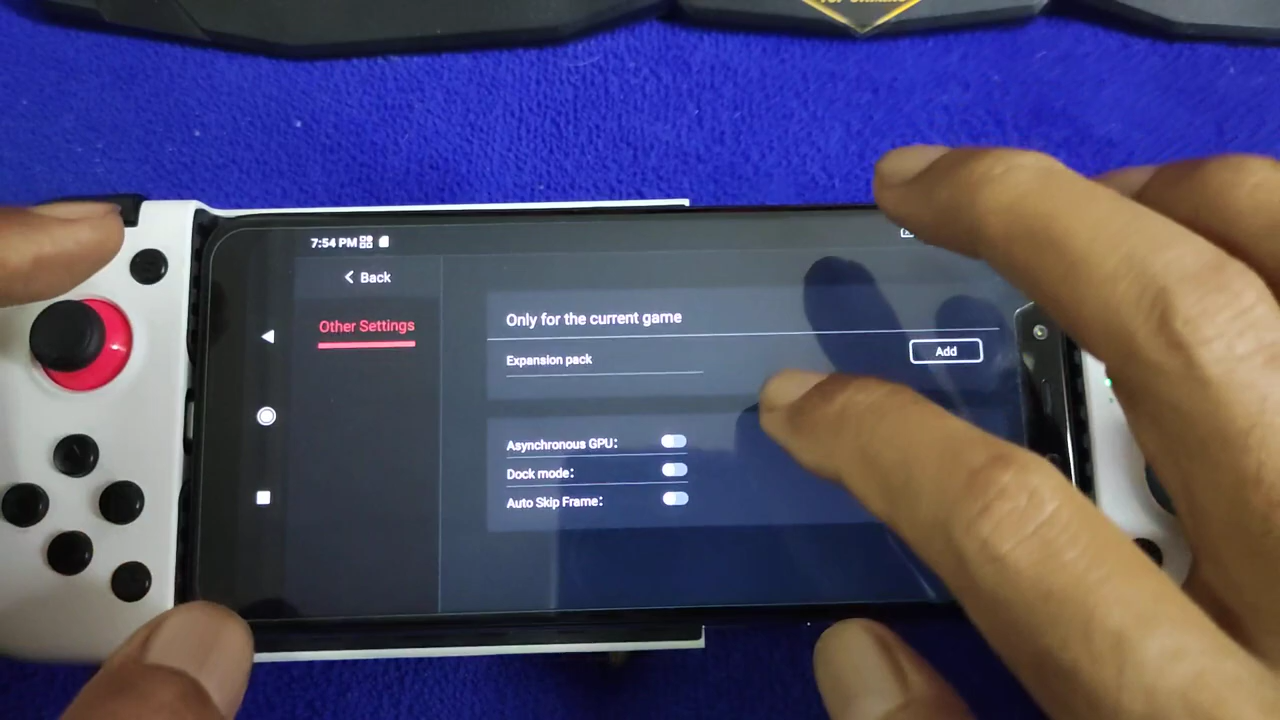 7:54 PM
Back
Other Settings
Only for the current game
Expansion pack
Add
Asynchronous GPU:
Dock mode:
Auto Skip Frame: